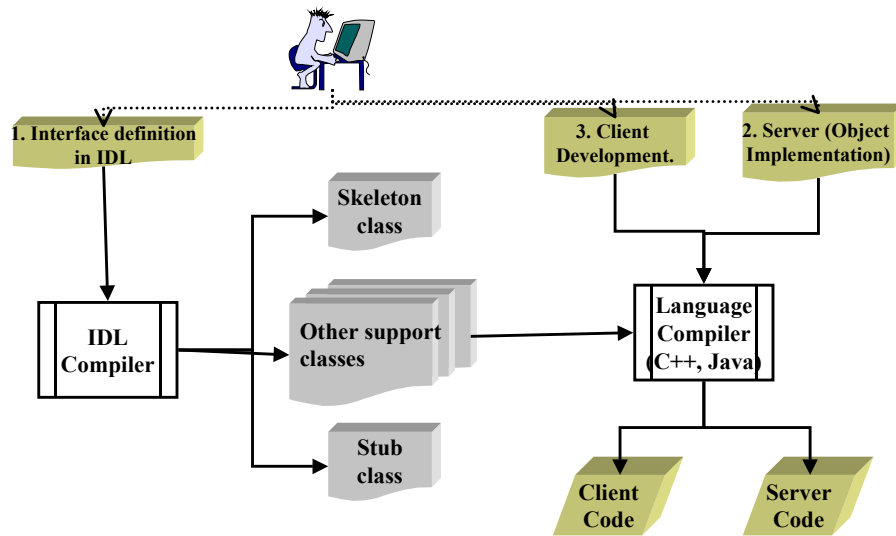 1. Interface definition
in IDL
3. Client
Development.
2. Server (Object
Implementation)
Skeleton
class
IDL
Compiler
Other support
classes
Language
Compiler
(C++, Java)
Stub
class
Client
Code
Server
Code